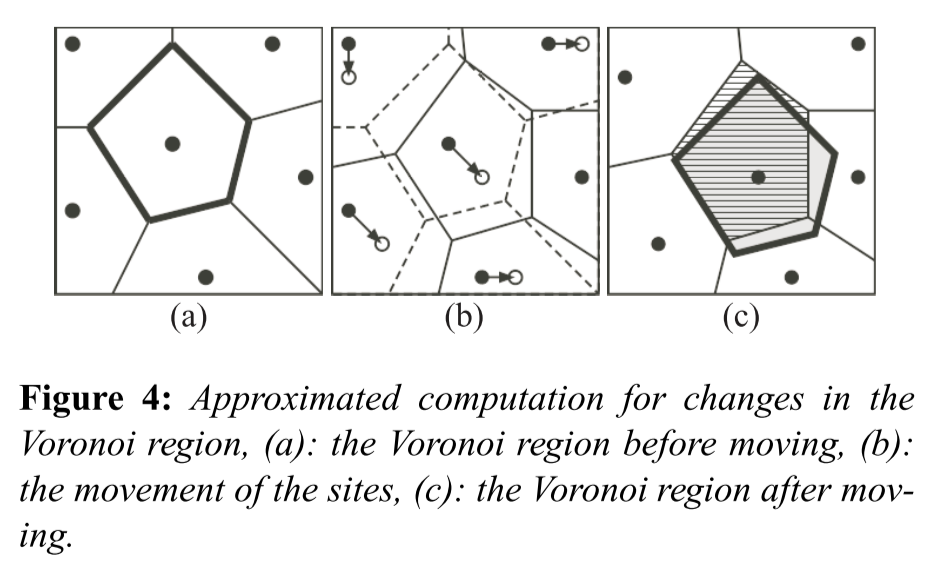 (a) (b) (c)
Figure 4: Approximated computation for changes in the
Voronoi region, (a): the Voronoi region before moving, (b):
the movement of the sites, (c): the Voronoi region after mov-
ing.